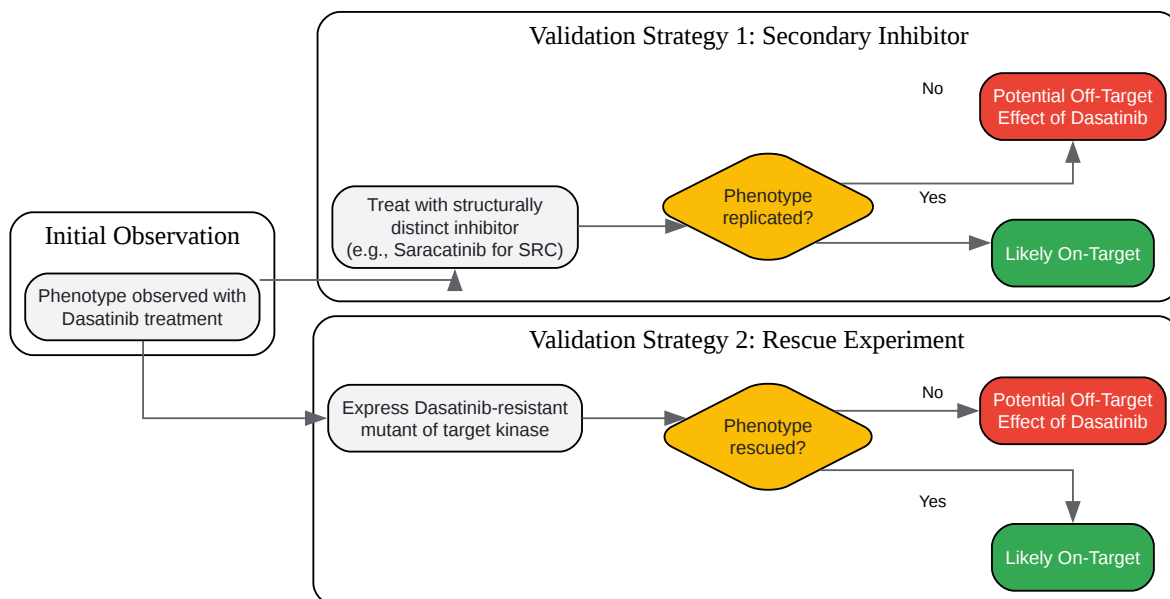 Validation Strategy 1: Secondary Inhibitor
No
Potential Off-Target
Effect of Dasatinib
Treat with structurally
distinct inhibitor
(e.g., Saracatinib for SRC)
Phenotype
replicated?
Yes
Likely On-Target
Initial Observation
Phenotype observed with
Dasatinib treatment
Validation Strategy 2: Rescue Experiment
Express Dasatinib-resistant
mutant of target kinase
Phenotype
rescued?
No
Potential Off-Target
Effect of Dasatinib
Yes
Likely On-Target